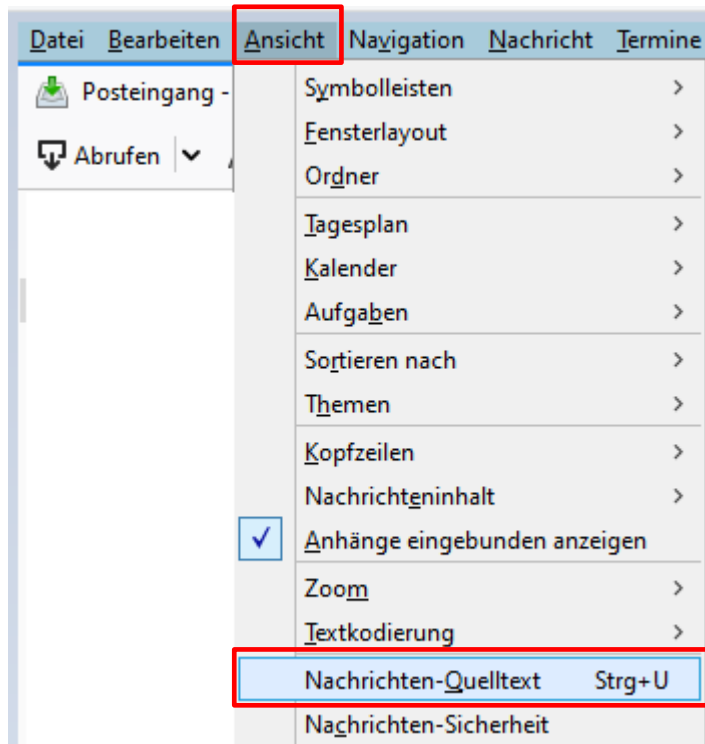 Datei Bearbeiten Ansicht Navigation Nachricht Termine
Posteingang -
Abrufen
Symbolleisten
Fensterlayout
Ordner
Tagesplan
Kalender
Aufgaben
Sortieren nach
Themen
Kopfzeilen
Nachrichteninhalt
Anhänge eingebunden anzeigen
Zoom
Textkodierung
Nachrichten-Quelltext Strg+U
Nachrichten-Sicherheit